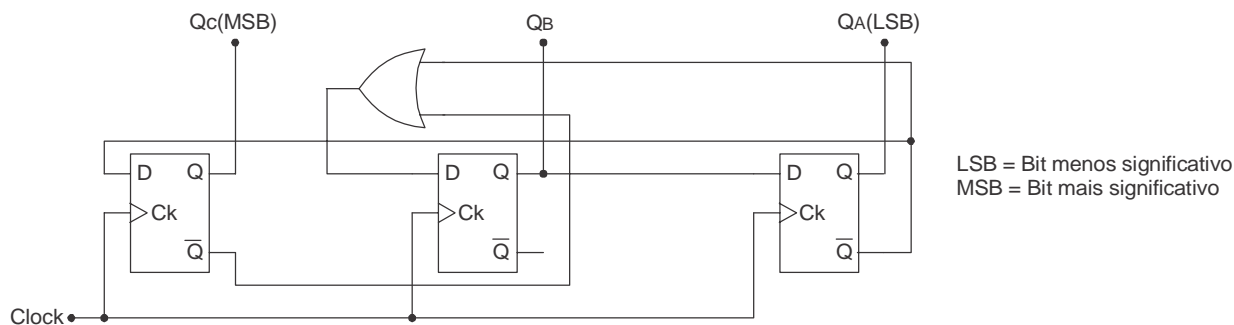 Qc(MSB)
QB
QA(LSB)
D
Q
Ck
Q̅
D
Q
Ck
Q̅
D
Q
Ck
Q̅
LSB = Bit menos significativo
MSB = Bit mais significativo
Clock